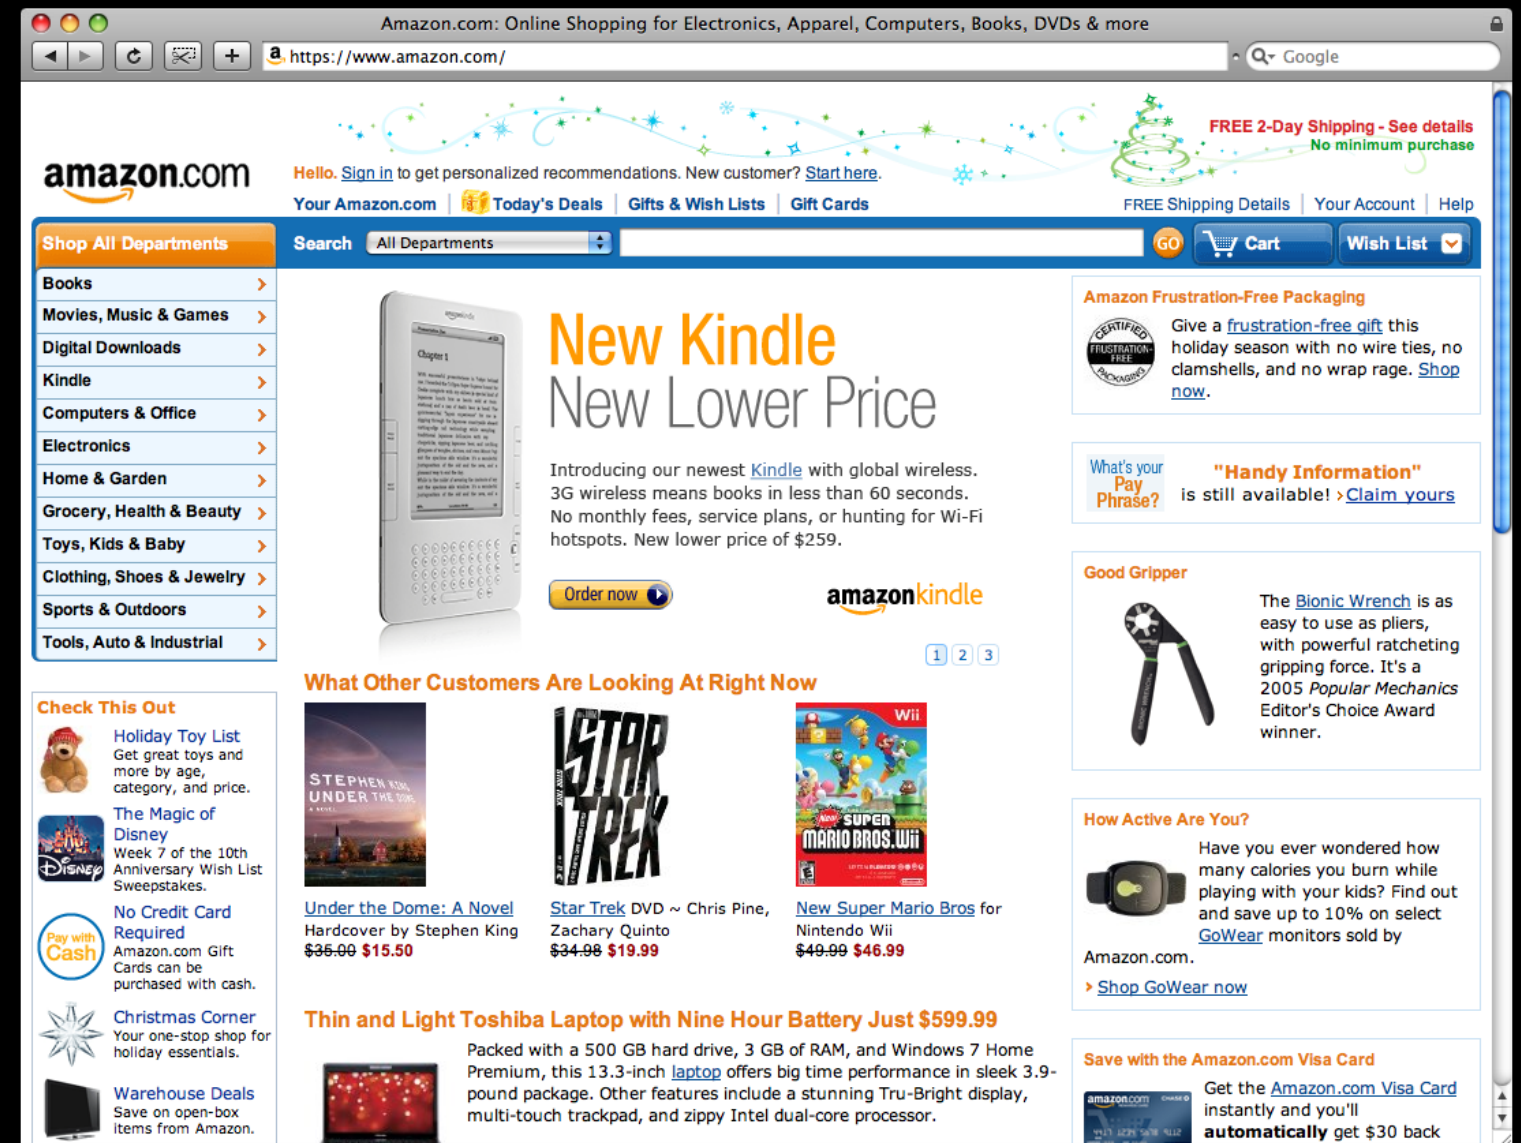 Amazon.com: Online Shopping for Electronics, Apparel, Computers, Books, DVDs & more
https://www.amazon.com/
Google
FREE 2-Day Shipping - See details
No minimum purchase
amazon.com
Hello. Sign in to get personalized recommendations. New customer? Start here.
Your Amazon.com
Today's Deals
Gifts & Wish Lists
Gift Cards
FREE Shipping Details
Your Account
Help
Shop All Departments
Search
All Departments
GO
Cart
Wish List
Books
Movies, Music & Games
Digital Downloads
Kindle
Computers & Office
Electronics
Home & Garden
Grocery, Health & Beauty
Toys, Kids & Baby
Clothing, Shoes & Jewelry
Sports & Outdoors
Tools, Auto & Industrial
Check This Out
Holiday Toy List
Get great toys and
more by age,
category, and price.
The Magic of
Disney
Week 7 of the 10th
Anniversary Wish List
Sweepstakes.
Disney
No Credit Card
Required
Amazon.com Gift
Cards can be
purchased with cash.
Pay with
Cash
Christmas Corner
Your one-stop shop for
holiday essentials.
Warehouse Deals
Save on open-box
items from Amazon.
amazonkindle
Chapter 1
New Kindle
New Lower Price
Introducing our newest Kindle with global wireless.
3G wireless means books in less than 60 seconds.
No monthly fees, service plans, or hunting for Wi-Fi
hotspots. New lower price of $259.
Order now
amazonkindle
1 2 3
What Other Customers Are Looking At Right Now
STEPHEN KING
UNDER THE DOME
A NOVEL
Under the Dome: A Novel
Hardcover by Stephen King
$35.00 $15.50
STAR TREK
STAR
TREK
Star Trek DVD ~ Chris Pine,
Zachary Quinto
$34.98 $19.99
Wii
New SUPER
MARIO BROS. Wii
E
Nintendo
New Super Mario Bros for
Nintendo Wii
$49.99 $46.99
Thin and Light Toshiba Laptop with Nine Hour Battery Just $599.99
Packed with a 500 GB hard drive, 3 GB of RAM, and Windows 7 Home
Premium, this 13.3-inch laptop offers big time performance in sleek 3.9-
pound package. Other features include a stunning Tru-Bright display,
multi-touch trackpad, and zippy Intel dual-core processor.
Amazon Frustration-Free Packaging
CERTIFIED
FRUSTRATION-
FREE
PACKAGING
Give a frustration-free gift this
holiday season with no wire ties, no
clamshells, and no wrap rage. Shop
now.
What's your
Pay
Phrase?
"Handy Information"
is still available! Claim yours
Good Gripper
BIONIC WRENCH
The Bionic Wrench is as
easy to use as pliers,
with powerful ratcheting
gripping force. It's a
2005 Popular Mechanics
Editor's Choice Award
winner.
How Active Are You?
Have you ever wondered how
many calories you burn while
playing with your kids? Find out
and save up to 10% on select
GoWear monitors sold by
Amazon.com.
Shop GoWear now
Save with the Amazon.com Visa Card
amazon.com
CHASE
Get the Amazon.com Visa Card
instantly and you'll
automatically get $30 back